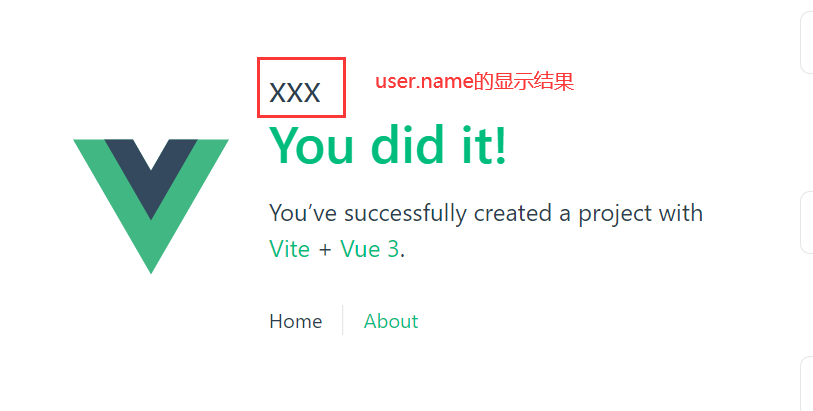 XXX
user.name的显示结果
You did it!
You’ve successfully created a project with
Vite + Vue 3.
Home
About